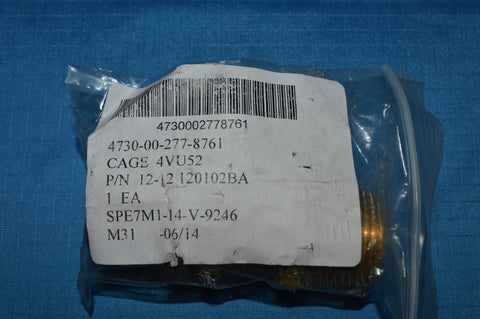 4730002778761
4730-00-277-8761
CAGE 4VU52
P/N 12-12 120102BA
1 EA
SPE7M1-14-V-9246
M31 -06/14